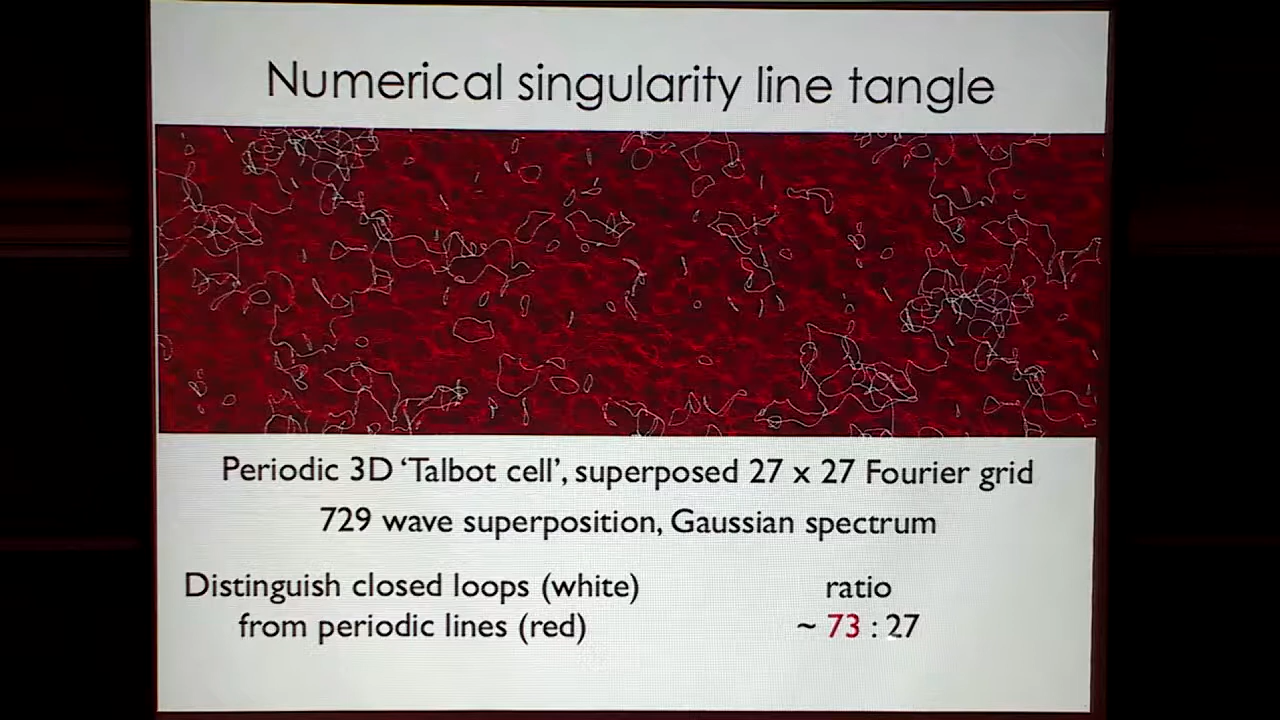 Numerical singularity line tangle
Periodic 3D ‘Talbot cell’, superposed 27 x 27 Fourier grid
729 wave superposition, Gaussian spectrum
Distinguish closed loops (white)
from periodic lines (red)
ratio
~ 73 : 27